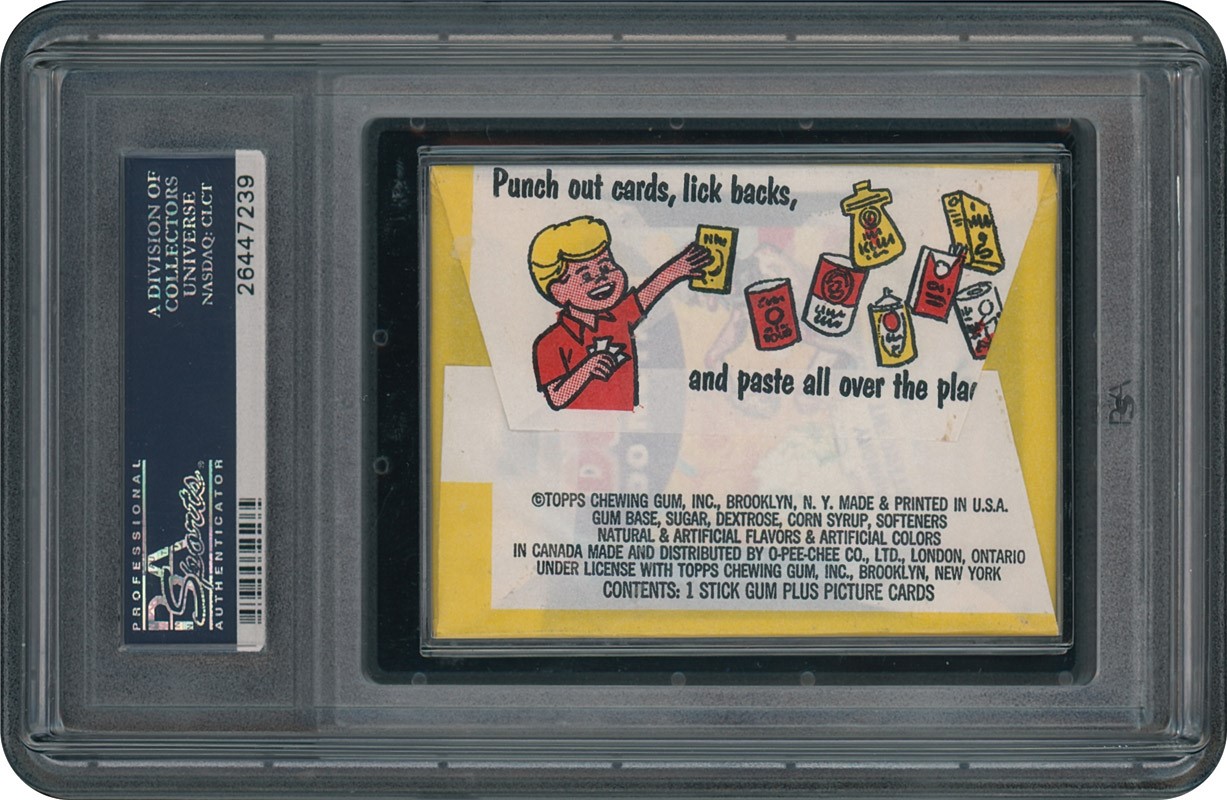 A DIVISION OF
COLLECTORS
UNIVERSE
NASDAQ: CLCT
26447239
PROFESSIONAL
PSA
Sports®
AUTHENTICATOR
Punch out cards, lick backs,
and paste all over the plac
©TOPPS CHEWING GUM, INC., BROOKLYN, N. Y. MADE & PRINTED IN U.S.A.
GUM BASE, SUGAR, DEXTROSE, CORN SYRUP, SOFTENERS
NATURAL & ARTIFICIAL FLAVORS & ARTIFICIAL COLORS
IN CANADA MADE AND DISTRIBUTED BY O-PEE-CHEE CO., LTD., LONDON, ONTARIO
UNDER LICENSE WITH TOPPS CHEWING GUM, INC., BROOKLYN, NEW YORK
CONTENTS: 1 STICK GUM PLUS PICTURE CARDS
PSA